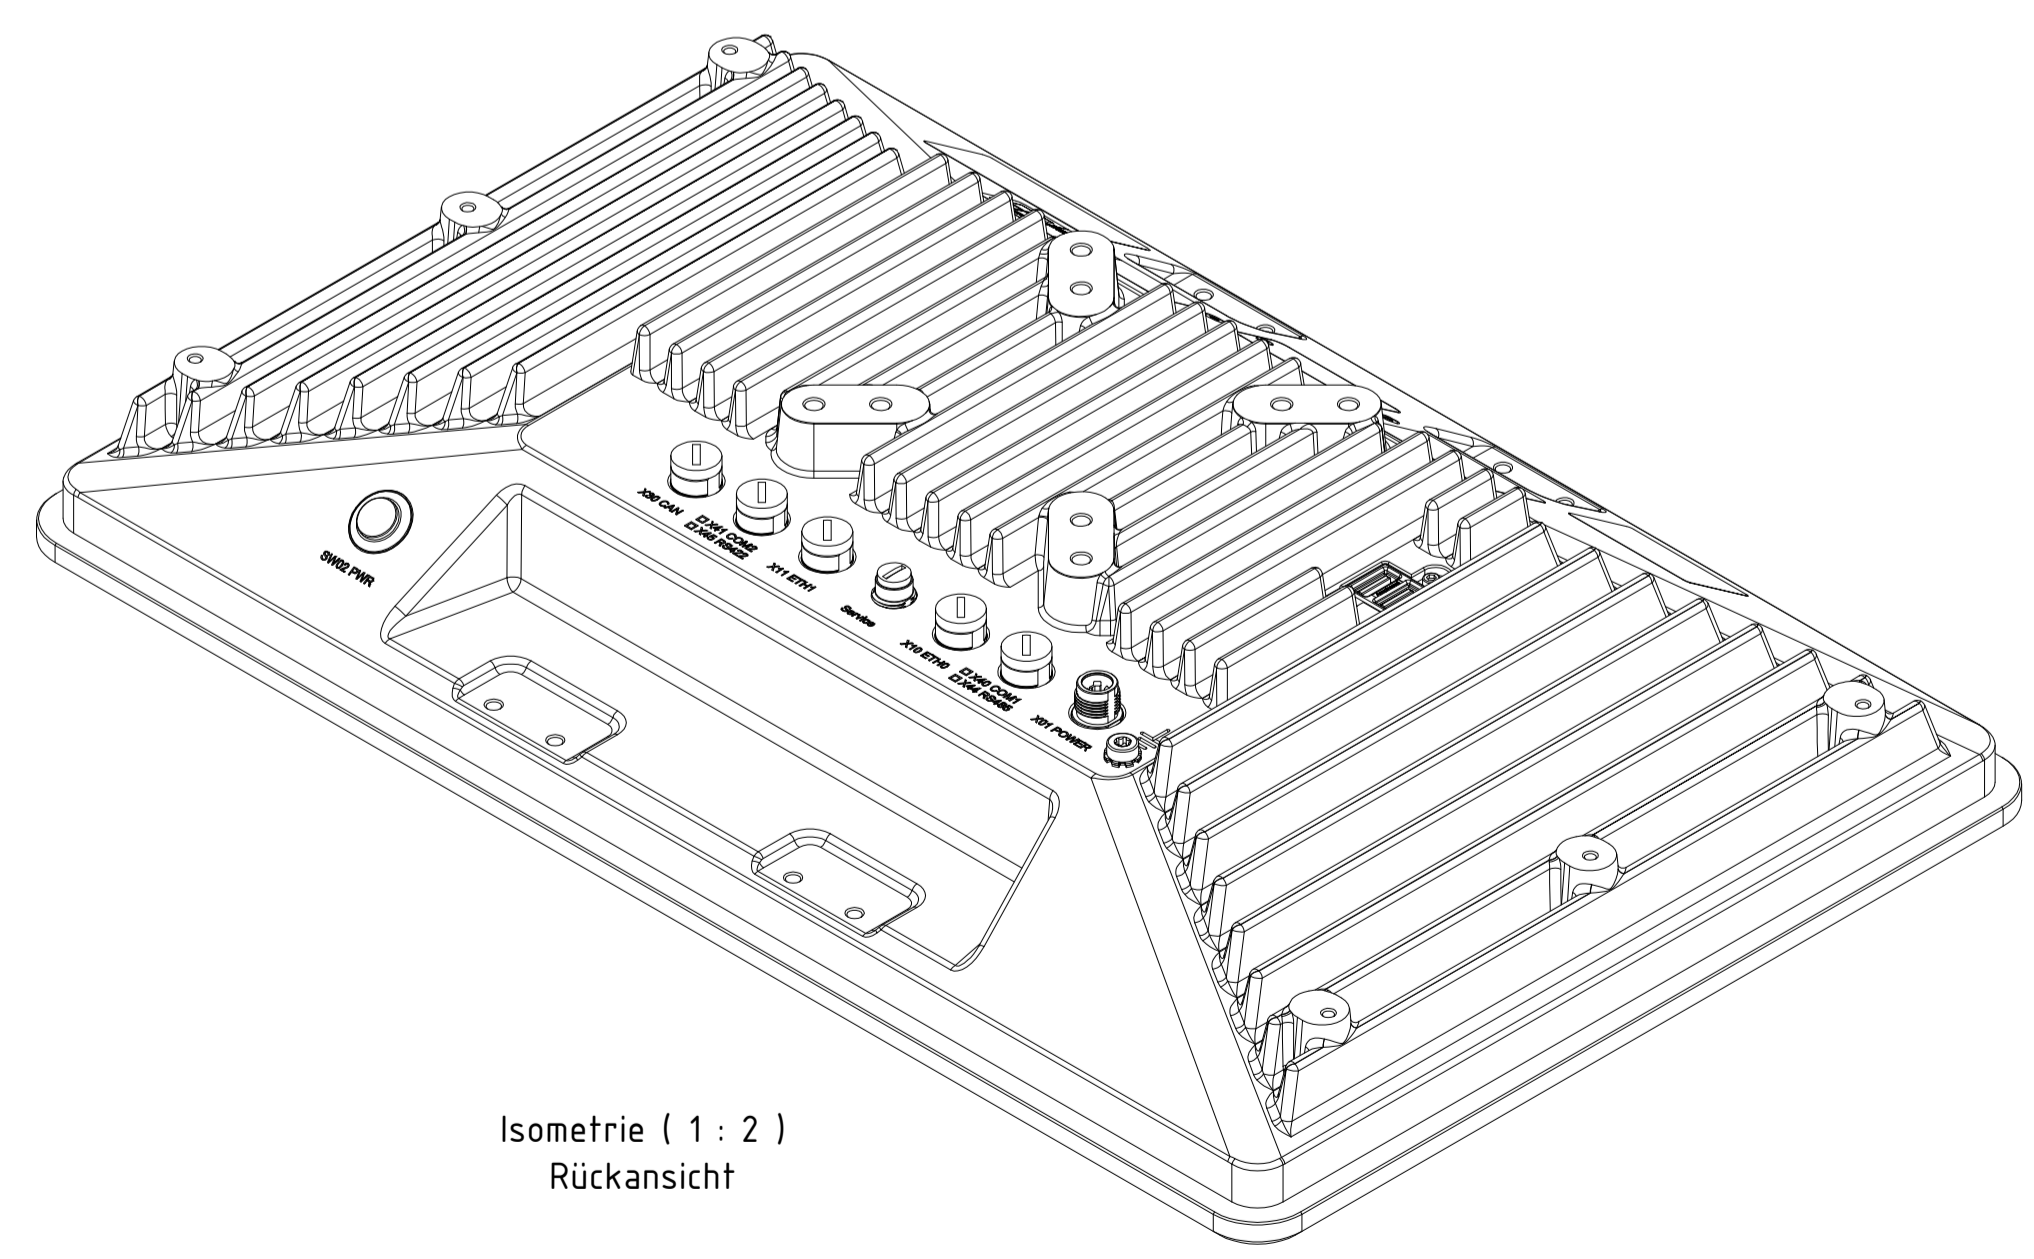 X30 CAN
X41 COM2
X45 RS422
X11 ETH1
SW02 PWR
Service
X10 ETH0
X40 COM1
X44 RS485
X01 POWER
Isometrie ( 1 : 2 )
Rückansicht